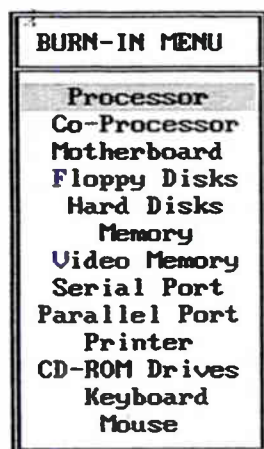 BURN-IN MENU
Processor
Co-Processor
Motherboard
Floppy Disks
Hard Disks
Memory
Video Memory
Serial Port
Parallel Port
Printer
CD-ROM Drives
Keyboard
Mouse